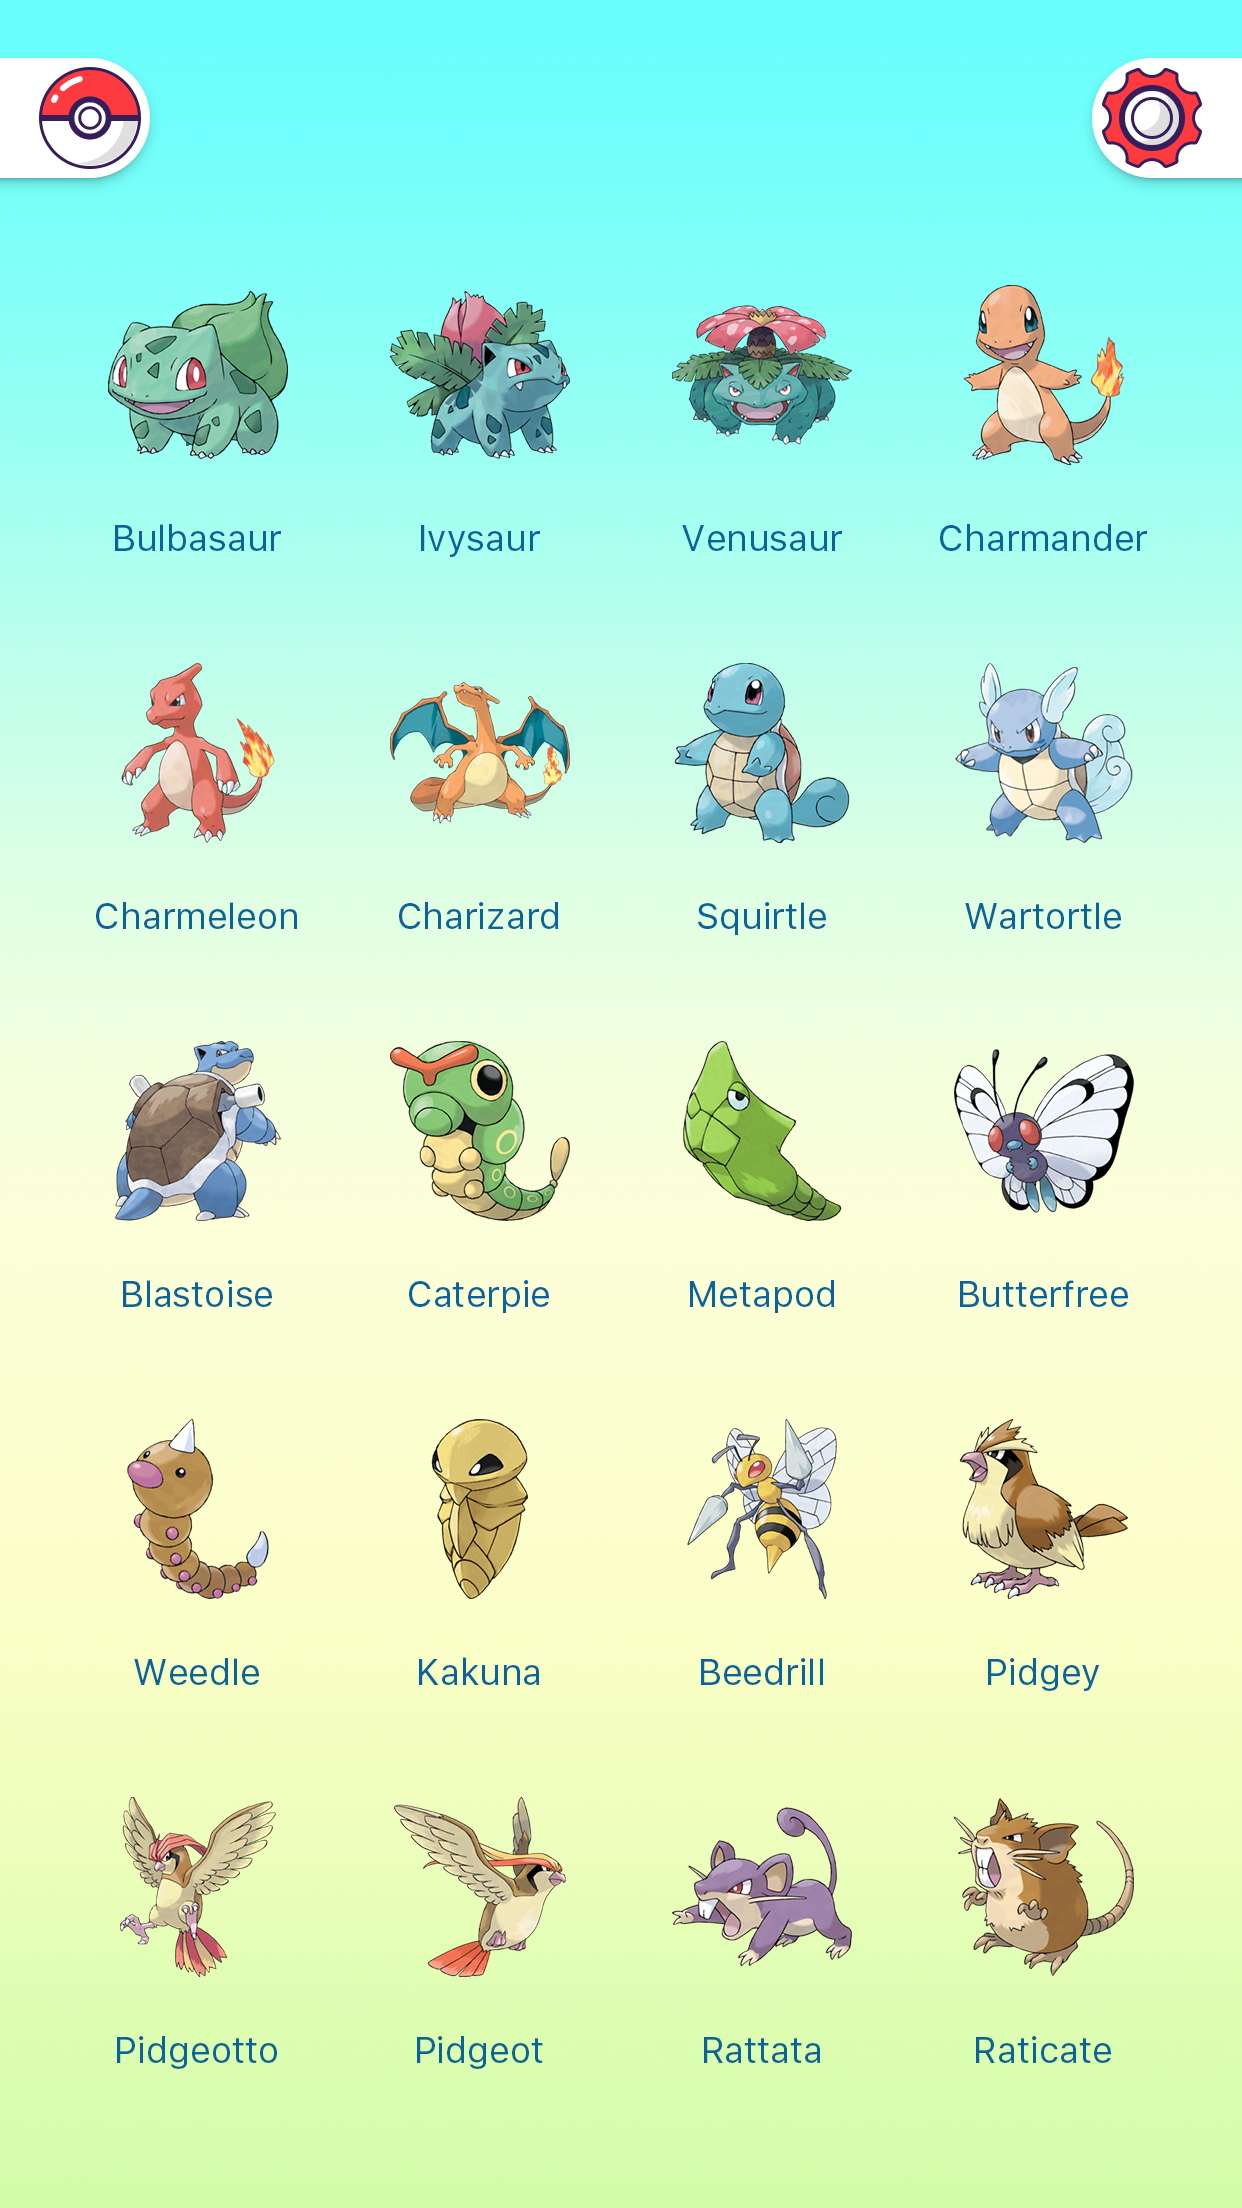 Bulbasaur Ivysaur Venusaur Charmander
Charmeleon Charizard Squirtle Wartortle
Blastoise Caterpie Metapod Butterfree
Weedle Kakuna Beedrill Pidgey
Pidgeotto Pidgeot Rattata Raticate